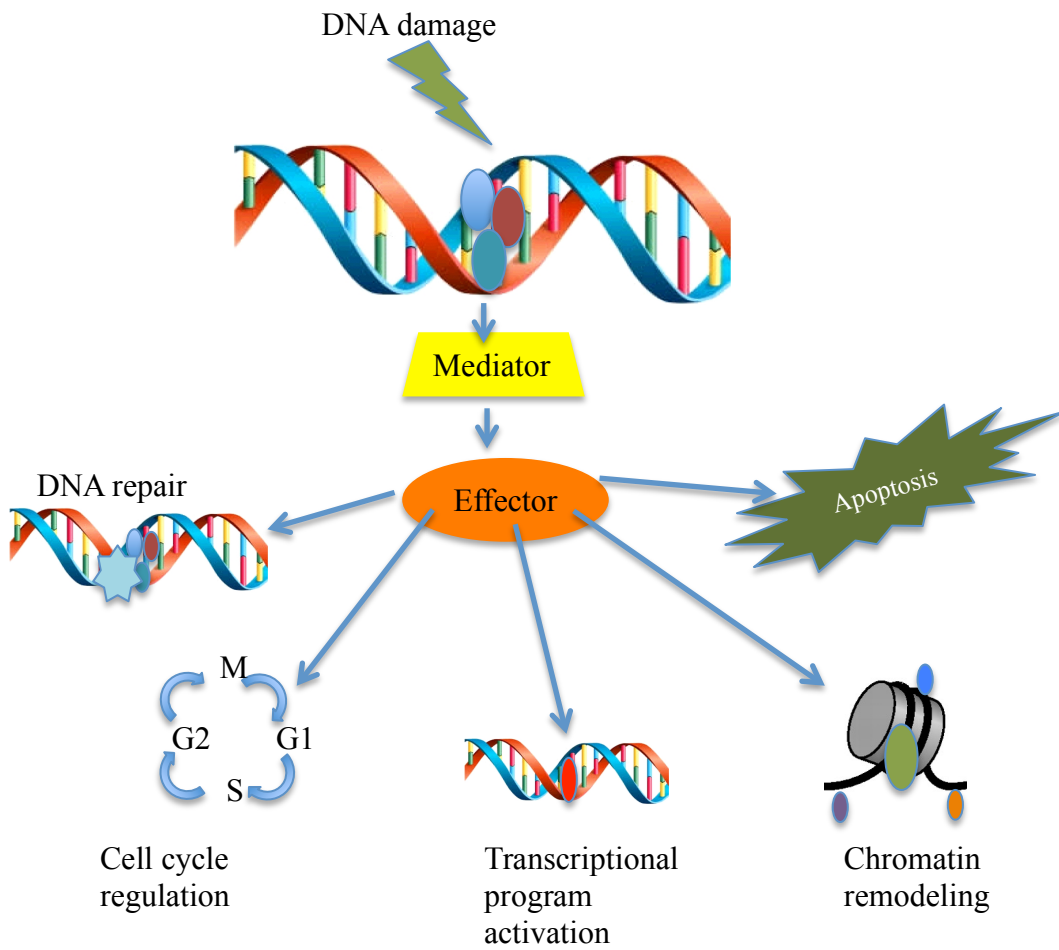 DNA damage
Mediator
Effector
Apoptosis
DNA repair
M
G2
G1
S
Cell cycle
regulation
Transcriptional
program
activation
Chromatin
remodeling